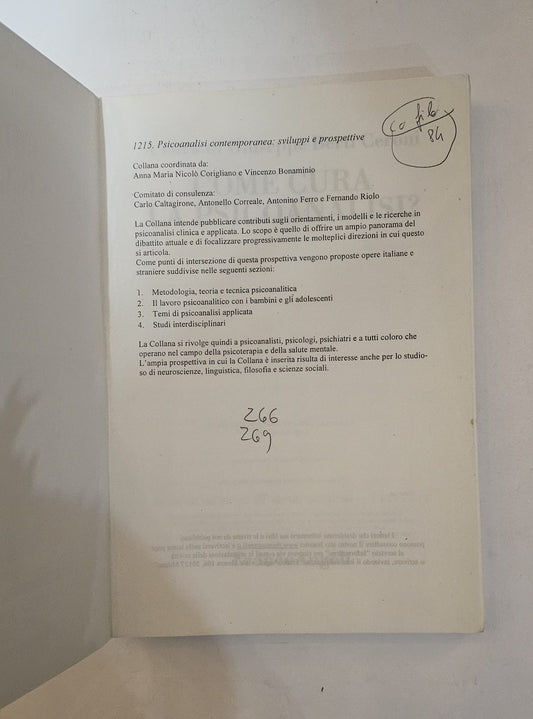 1215. Psicoanalisi contemporanea: sviluppi e prospettive
84
Collana coordinata da:
Anna Maria Nicolò Corigliano e Vincenzo Bonaminio
Comitato di consulenza:
Carlo Caltagirone, Antonello Correale, Antonino Ferro e Fernando Riolo
La Collana intende pubblicare contributi sugli orientamenti, i modelli e le ricerche in
psicoanalisi clinica e applicata. Lo scopo è quello di offrire un ampio panorama del
dibattito attuale e di focalizzare progressivamente le molteplici direzioni in cui questo
si articola.
Come punti di intersezione di questa prospettiva vengono proposte opere italiane e
straniere suddivise nelle seguenti sezioni:
1. Metodologia, teoria e tecnica psicoanalitica
2. Il lavoro psicoanalitico con i bambini e gli adolescenti
3. Temi di psicoanalisi applicata
4. Studi interdisciplinari
La Collana si rivolge quindi a psicoanalisti, psicologi, psichiatri e a tutti coloro che
operano nel campo della psicoterapia e della salute mentale.
L'ampia prospettiva in cui la Collana è inserita risulta di interesse anche per lo studio-
so di neuroscienze, linguistica, filosofia e scienze sociali.
266
269